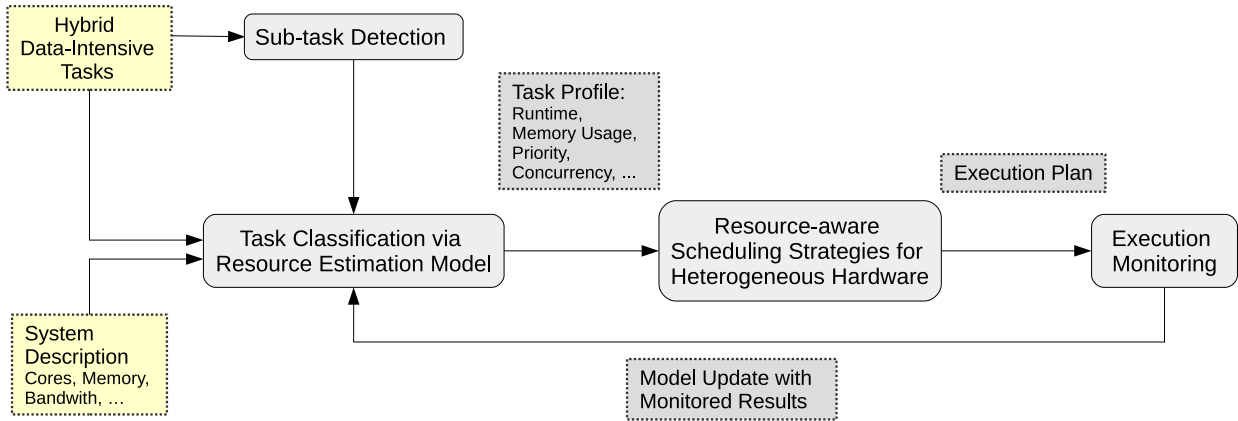 Hybrid
Data-Intensive
Tasks
Sub-task Detection
Task Profile:
Runtime,
Memory Usage,
Priority,
Concurrency, ...
Execution Plan
Task Classification via
Resource Estimation Model
Resource-aware
Scheduling Strategies for
Heterogeneous Hardware
Execution
Monitoring
System
Description
Cores, Memory,
Bandwith, ...
Model Update with
Monitored Results